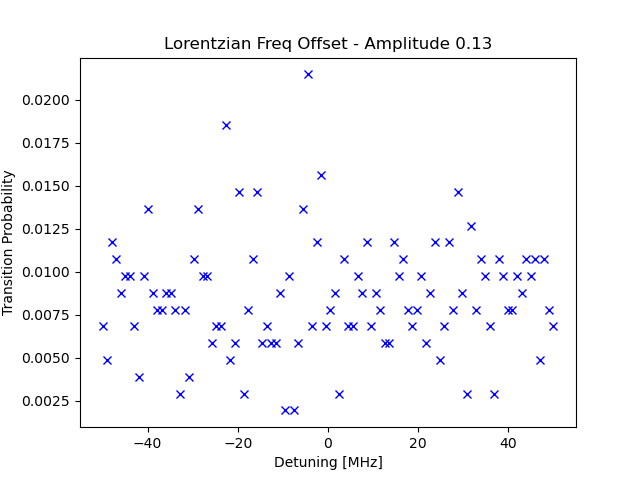 Lorentzian Freq Offset - Amplitude 0.13
Transition Probability
0.0200
0.0175
0.0150
0.0125
0.0100
0.0075
0.0050
0.0025
−40 −20 0 20 40
Detuning [MHz]